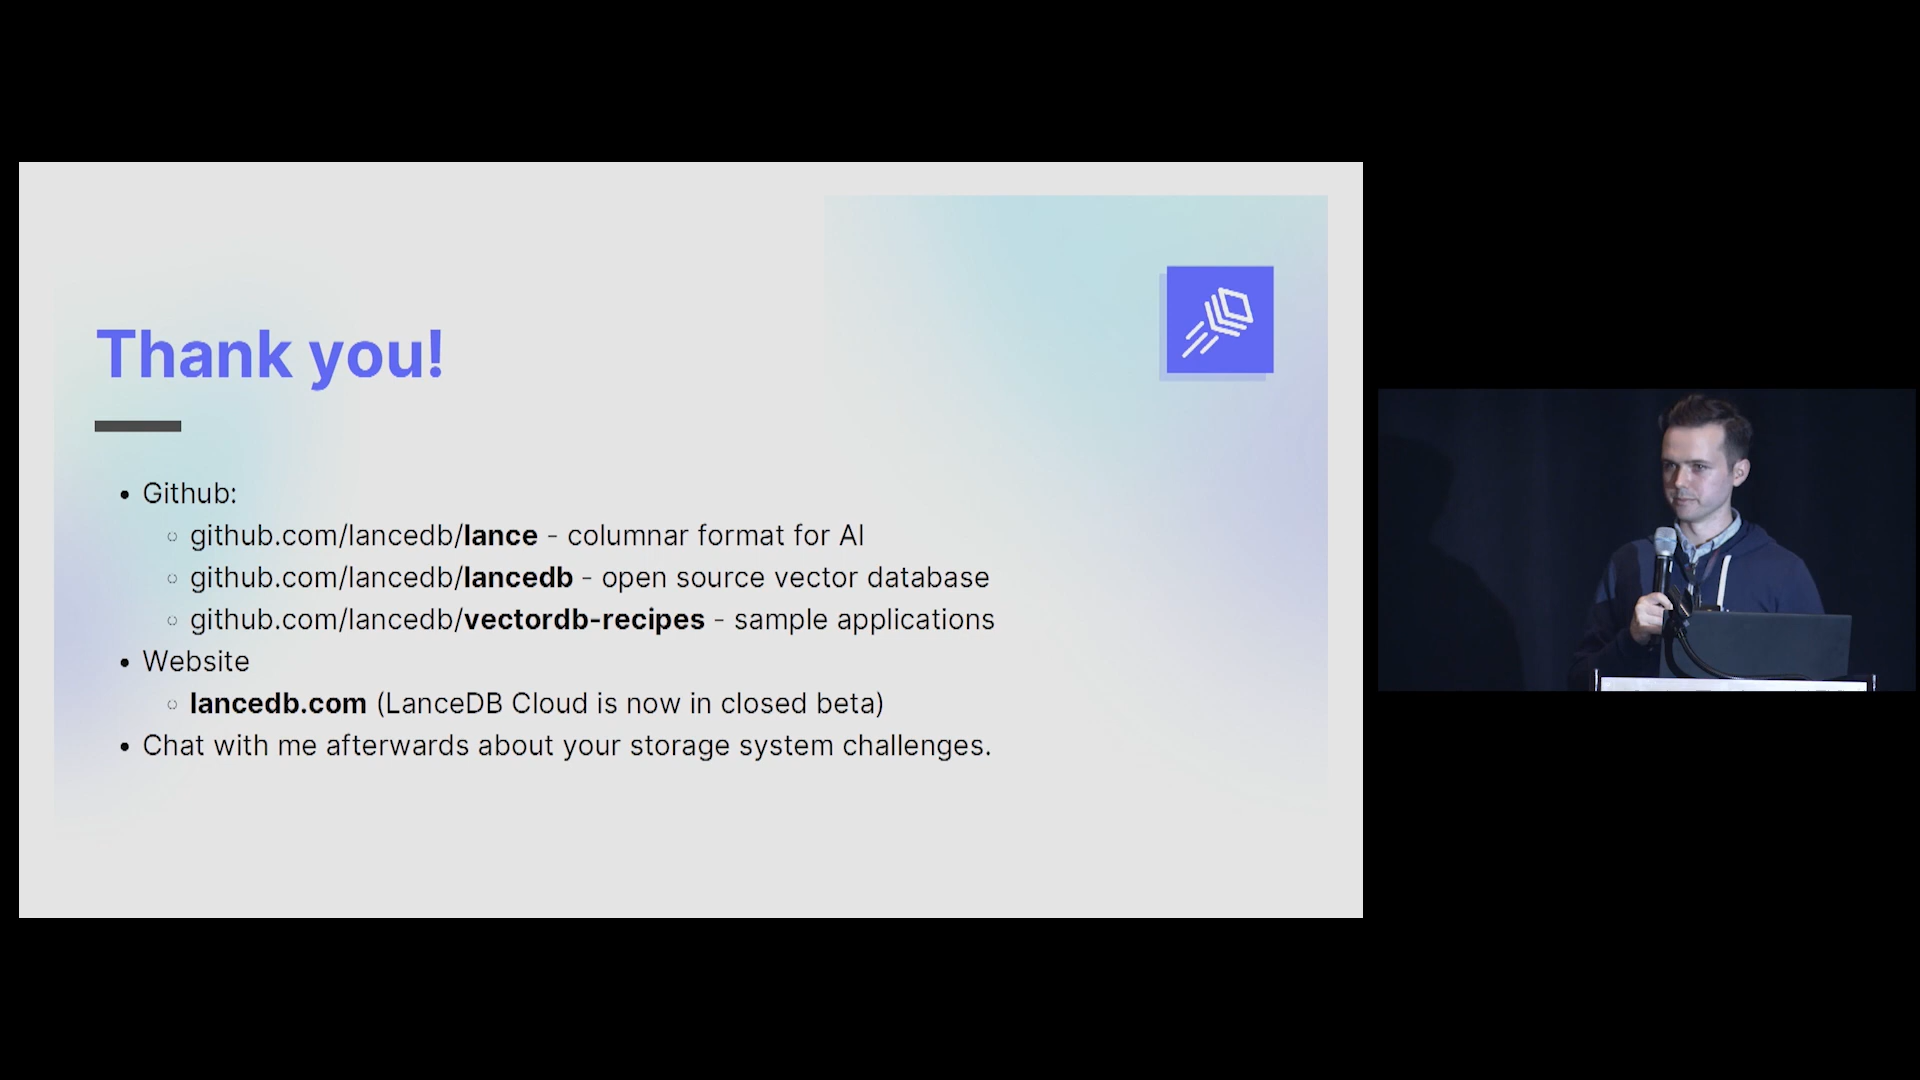 Thank you!
• Github:
○ github.com/lancedb/lance - columnar format for AI
○ github.com/lancedb/lancedb - open source vector database
○ github.com/lancedb/vectordb-recipes - sample applications
• Website
○ lancedb.com (LanceDB Cloud is now in closed beta)
• Chat with me afterwards about your storage system challenges.